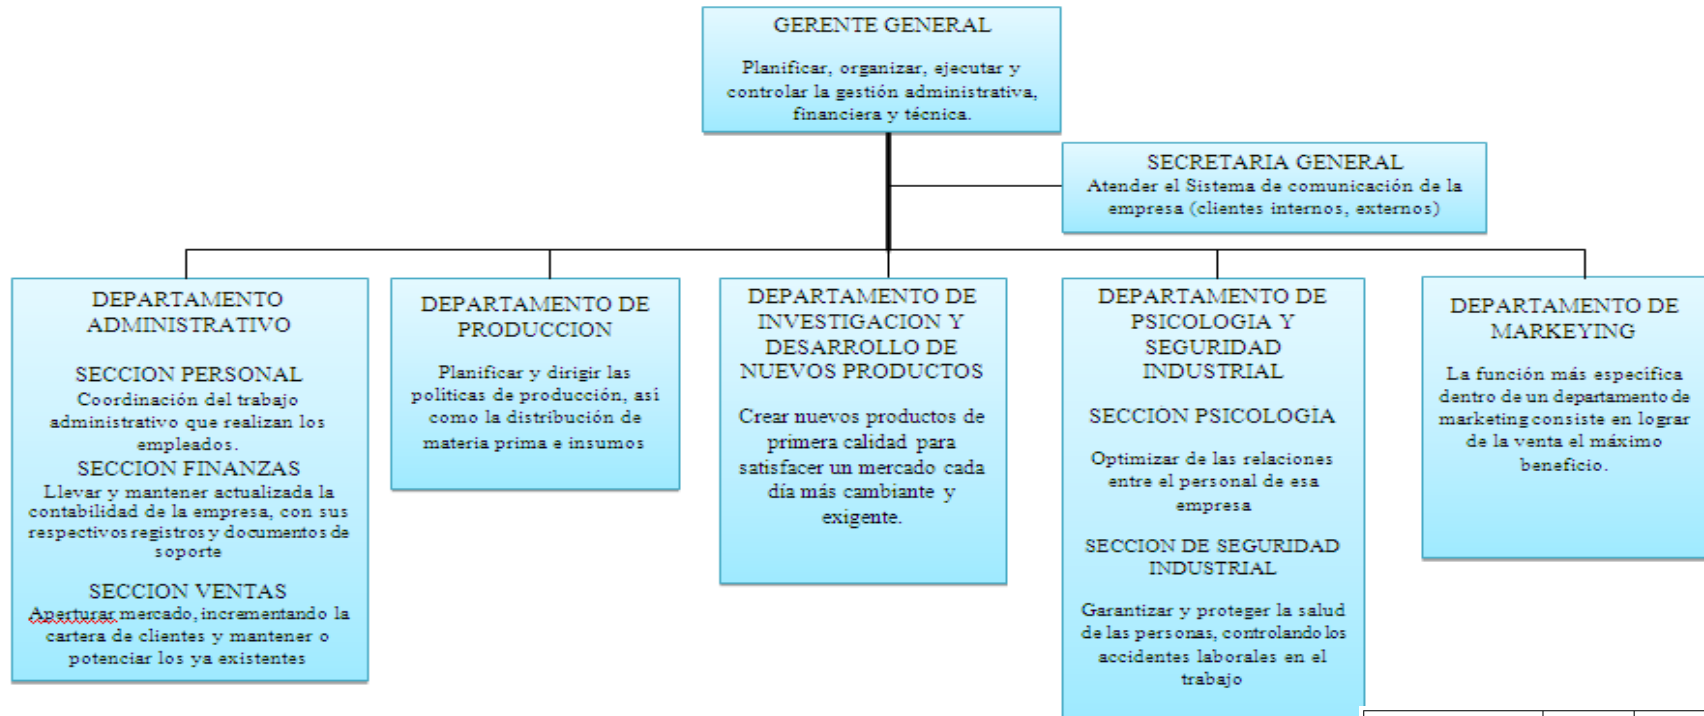 GERENTE GENERAL
Planificar, organizar, ejecutar y
controlar la gestión administrativa,
financiera y técnica.
SECRETARIA GENERAL
Atender el Sistema de comunicación de la
empresa (clientes internos, externos)
DEPARTAMENTO
ADMINISTRATIVO
SECCION PERSONAL
Coordinación del trabajo
administrativo que realizan los
empleados.
SECCION FINANZAS
Llevar y mantener actualizada la
contabilidad de la empresa, con sus
respectivos registros y documentos de
soporte
SECCION VENTAS
Aperturar mercado, incrementando la
cartera de clientes y mantener o
potenciar los ya existentes
DEPARTAMENTO DE
PRODUCCION
Planificar y dirigir las
políticas de producción, así
como la distribución de
materia prima e insumos
DEPARTAMENTO DE
INVESTIGACION Y
DESARROLLO DE
NUEVOS PRODUCTOS
Crear nuevos productos de
primera calidad para
satisfacer un mercado cada
día más cambiante y
exigente.
DEPARTAMENTO DE
PSICOLOGIA Y
SEGURIDAD
INDUSTRIAL
SECCIÓN PSICOLOGÍA
Optimizar de las relaciones
entre el personal de esa
empresa
SECCION DE SEGURIDAD
INDUSTRIAL
Garantizar y proteger la salud
de las personas, controlando los
accidentes laborales en el
trabajo
DEPARTAMENTO DE
MARKEYING
La función más específica
dentro de un departamento de
marketing consiste en lograr
de la venta el máximo
beneficio.